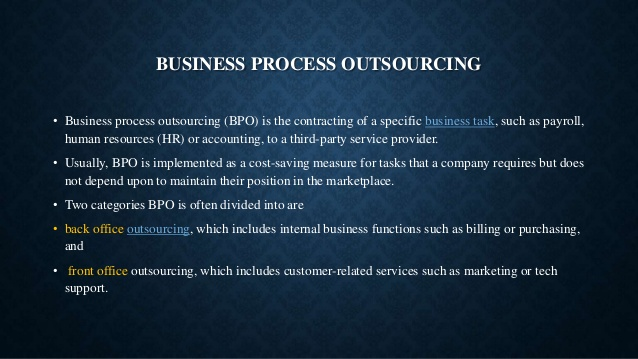 BUSINESS PROCESS OUTSOURCING
• Business process outsourcing (BPO) is the contracting of a specific business task, such as payroll,
human resources (HR) or accounting, to a third-party service provider.
• Usually, BPO is implemented as a cost-saving measure for tasks that a company requires but does
not depend upon to maintain their position in the marketplace.
• Two categories BPO is often divided into are
• back office outsourcing, which includes internal business functions such as billing or purchasing,
and
• front office outsourcing, which includes customer-related services such as marketing or tech
support.